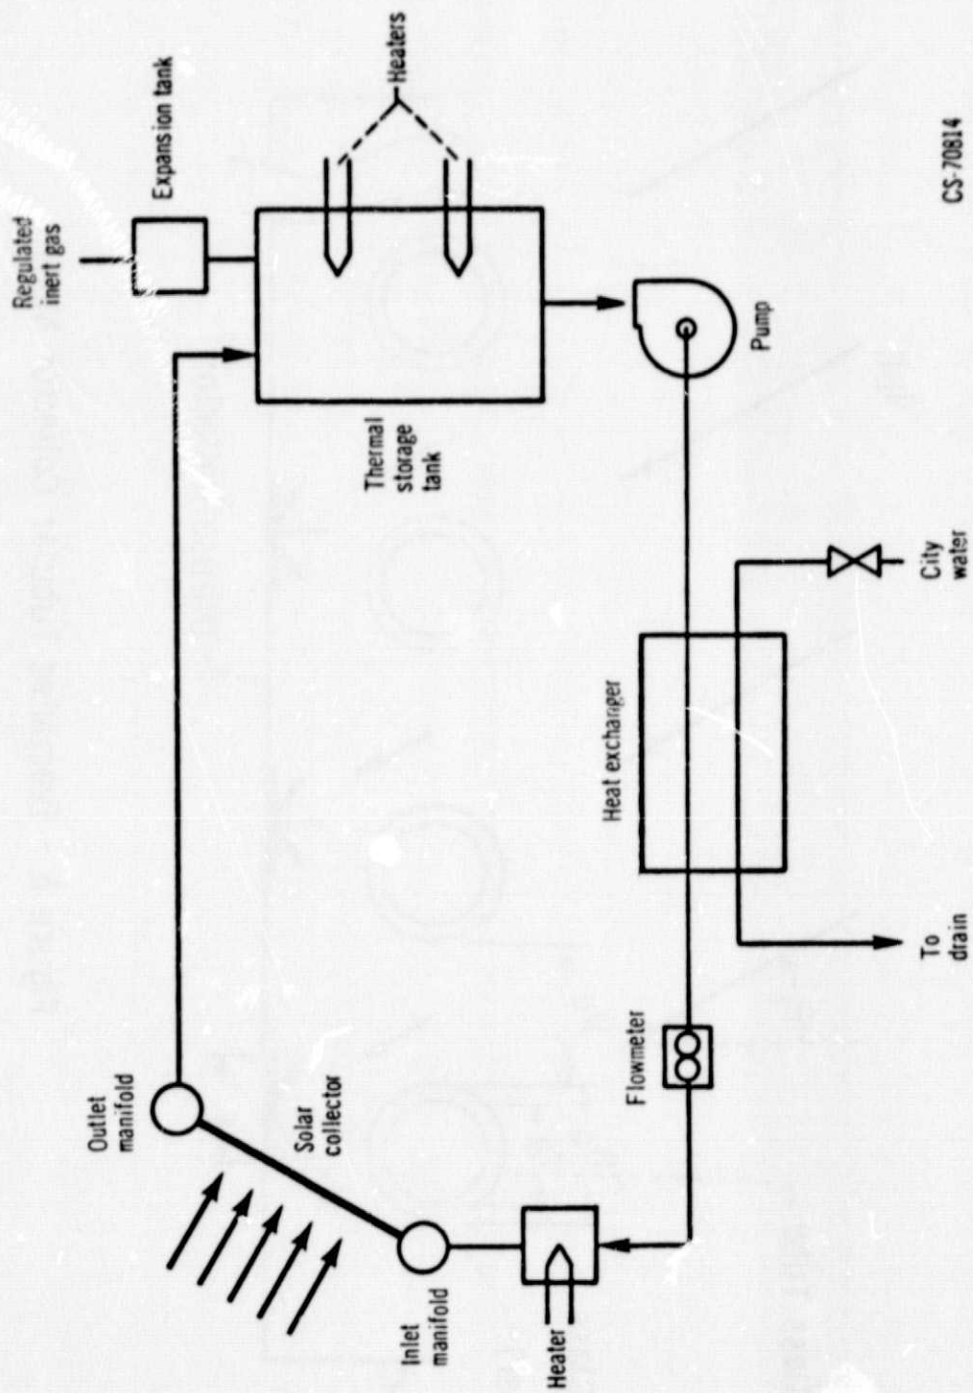 Outlet
manifold
Solar
collector
Inlet
manifold
Heater
Flowmeter
To
drain
Heat exchanger
City
water
Pump
Thermal
storage
tank
Heaters
Expansion tank
Regulated
inert gas
CS-70814